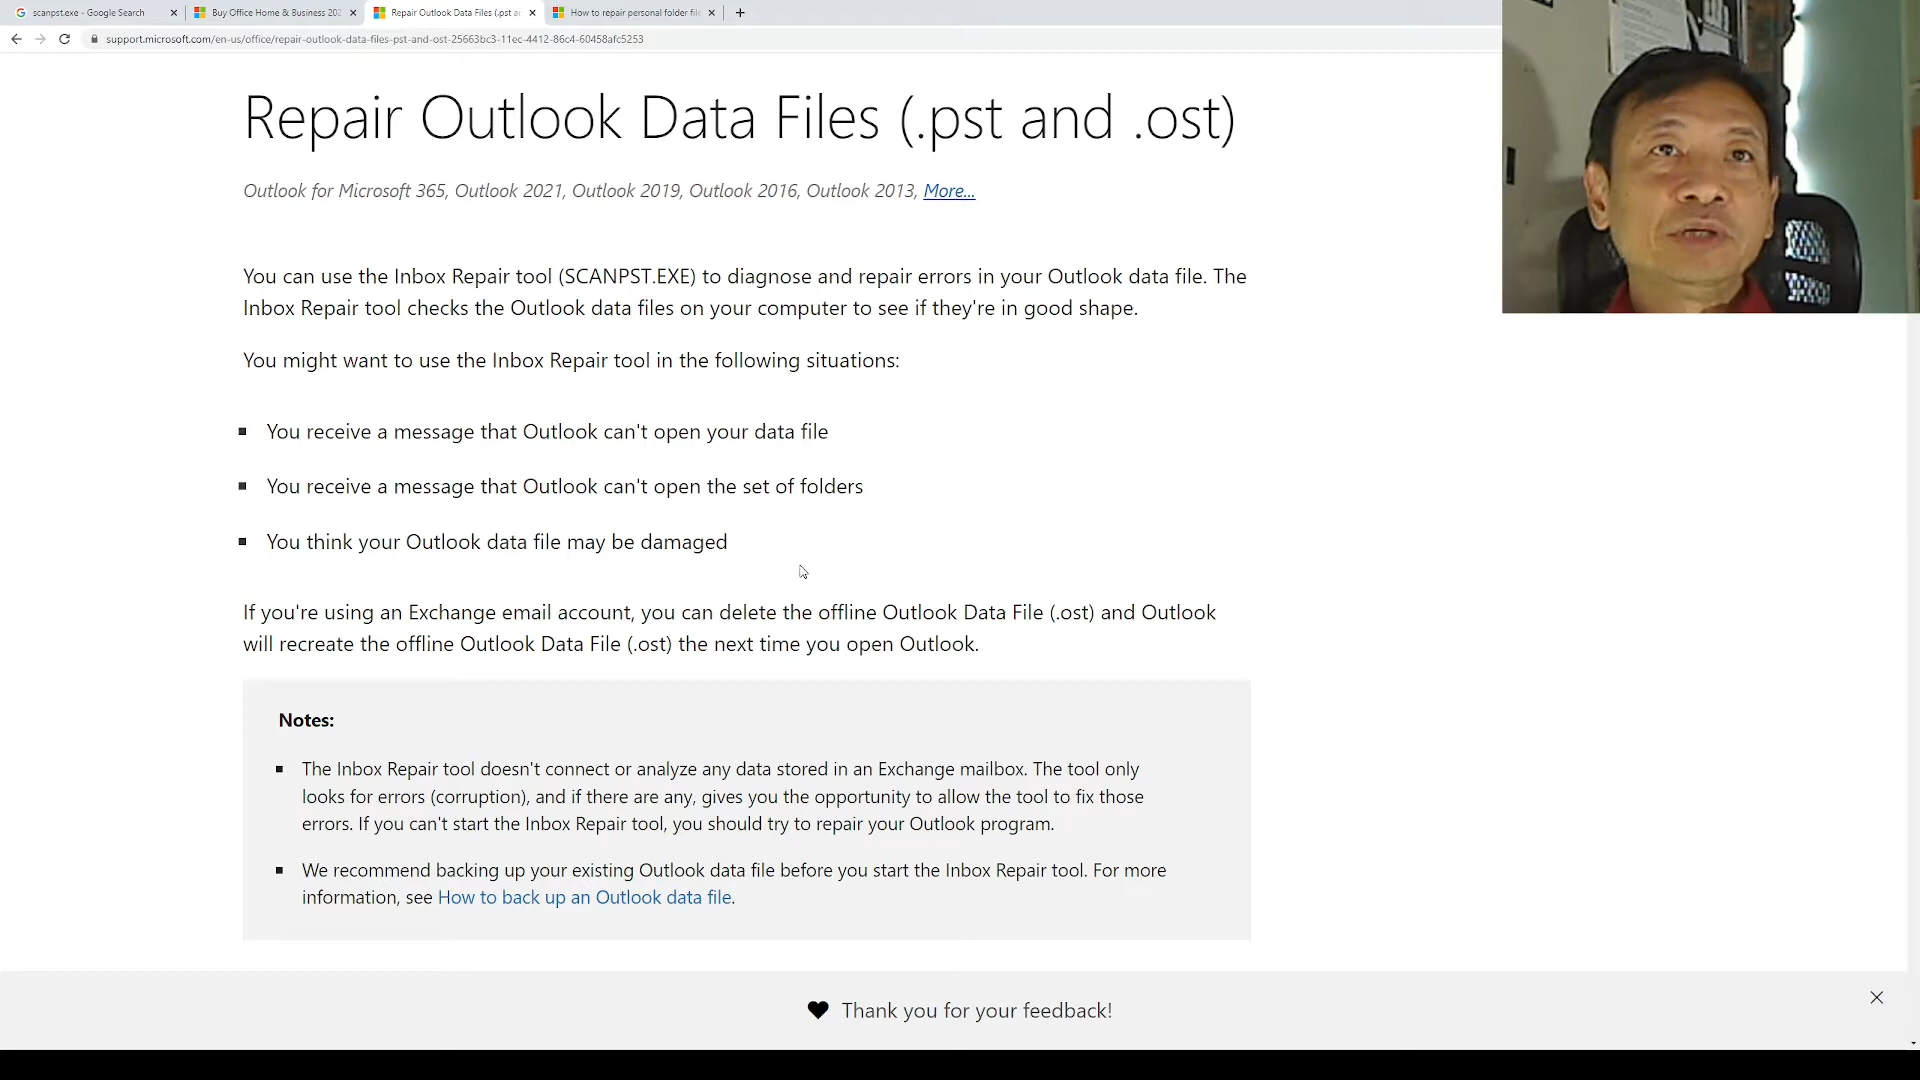 scanpst.exe - Google Search
Buy Office Home & Business 202
Repair Outlook Data Files (.pst an
How to repair personal folder file
support.microsoft.com/en-us/office/repair-outlook-data-files-pst-and-ost-25663bc3-11ec-4412-86c4-60458afc5253
Repair Outlook Data Files (.pst and .ost)
Outlook for Microsoft 365, Outlook 2021, Outlook 2019, Outlook 2016, Outlook 2013, More...
You can use the Inbox Repair tool (SCANPST.EXE) to diagnose and repair errors in your Outlook data file. The
Inbox Repair tool checks the Outlook data files on your computer to see if they're in good shape.
You might want to use the Inbox Repair tool in the following situations:
You receive a message that Outlook can't open your data file
You receive a message that Outlook can't open the set of folders
You think your Outlook data file may be damaged
If you're using an Exchange email account, you can delete the offline Outlook Data File (.ost) and Outlook
will recreate the offline Outlook Data File (.ost) the next time you open Outlook.
Notes:
The Inbox Repair tool doesn't connect or analyze any data stored in an Exchange mailbox. The tool only
looks for errors (corruption), and if there are any, gives you the opportunity to allow the tool to fix those
errors. If you can't start the Inbox Repair tool, you should try to repair your Outlook program.
We recommend backing up your existing Outlook data file before you start the Inbox Repair tool. For more
information, see How to back up an Outlook data file.
Thank you for your feedback!